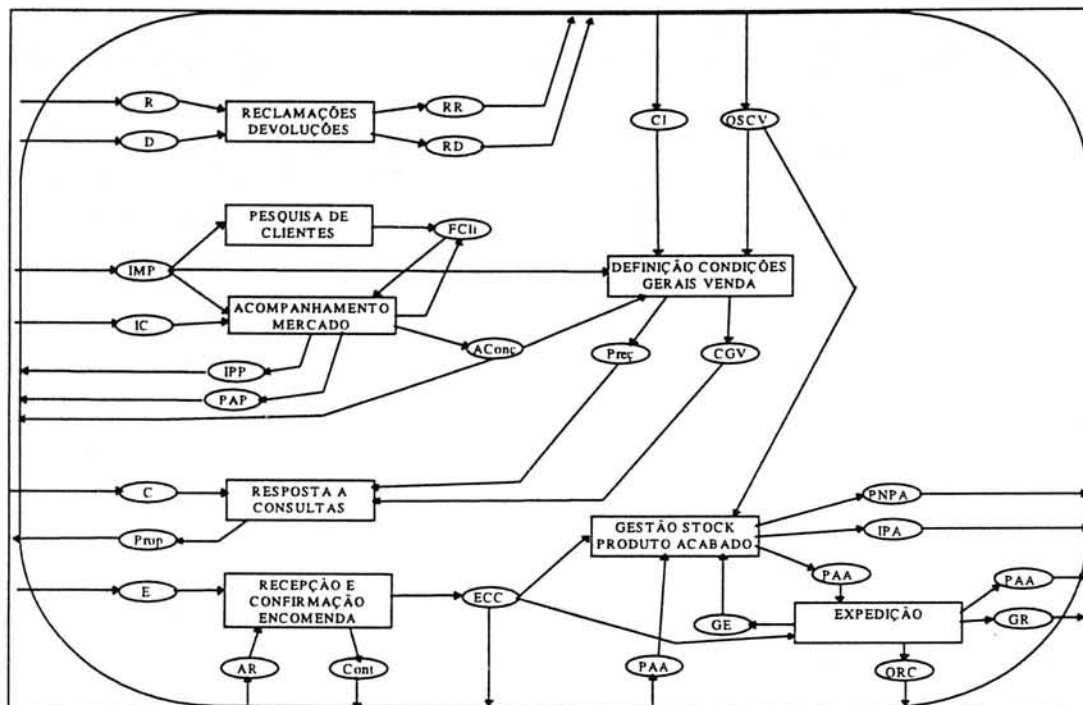 R
RECLAMAÇÕES
DEVOLUÇÕES
RR
D
RD
CI
QSCV
PESQUISA DE
CLIENTES
FCli
IMP
DEFINIÇÃO CONDIÇÕES
GERAIS VENDA
IC
ACOMPANHAMENTO
MERCADO
AConç
Preç
CGV
IPP
PAP
C
RESPOSTA A
CONSULTAS
Prop
GESTÃO STOCK
PRODUTO ACABADO
PNPA
IPA
PAA
PAA
E
RECEPÇÃO E
CONFIRMAÇÃO
ENCOMENDA
ECC
GE
EXPEDIÇÃO
GR
AR
Cont
PAA
QRC